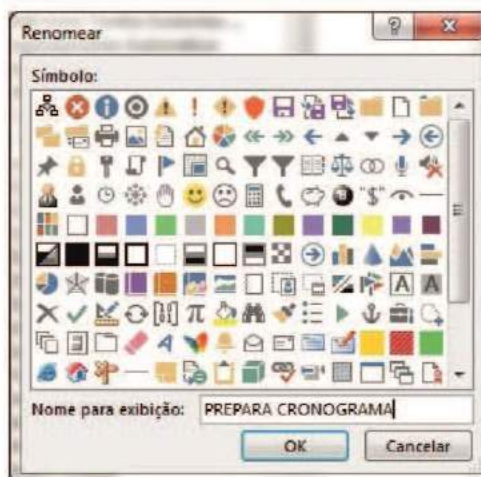 Renomear
Símbolo:
"$"
A A
Nome para exibição: PREPARA CRONOGRAMA
OK Cancelar